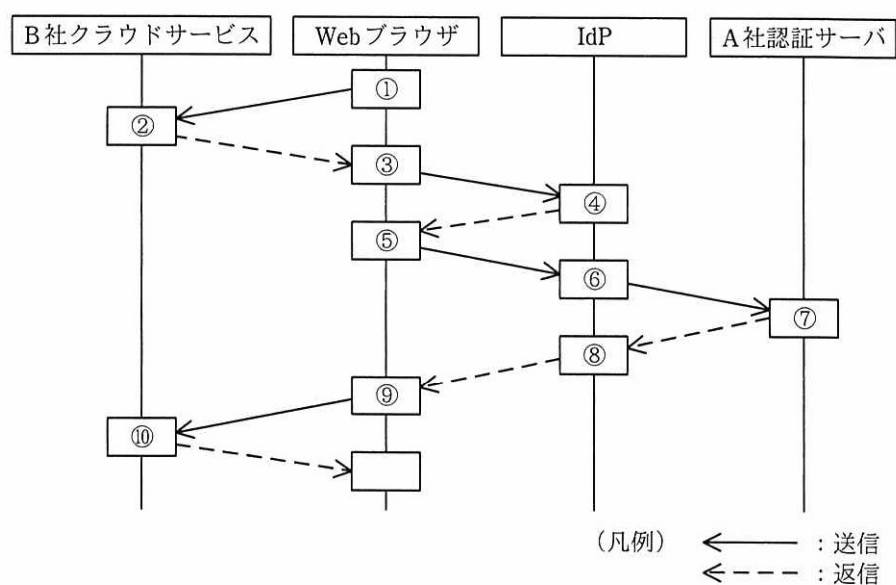 B社クラウドサービス
Webブラウザ
IdP
A社認証サーバ
①
②
③
④
⑤
⑥
⑦
⑧
⑨
⑩
(凡例)
:送信
:返信